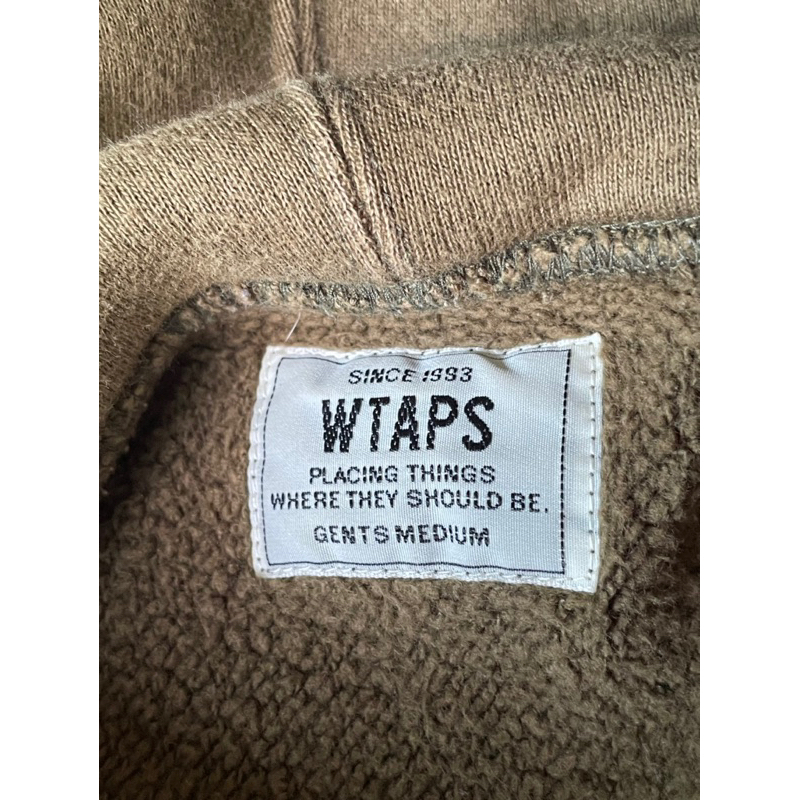 SINCE 1993
WTAPS
PLACING THINGS
WHERE THEY SHOULD BE.
GENTS MEDIUM